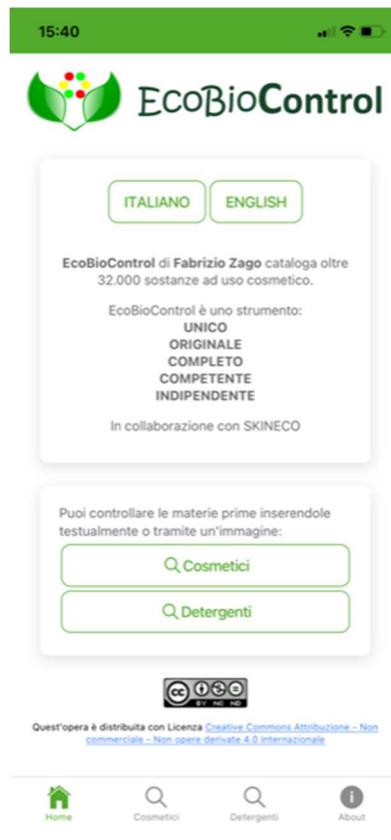 15:40
EcoBioControl
ITALIANO ENGLISH
EcoBioControl di Fabrizio Zago cataloga oltre
32.000 sostanze ad uso cosmetico.
EcoBioControl è uno strumento:
UNICO
ORIGINALE
COMPLETO
COMPETENTE
INDIPENDENTE
In collaborazione con SKINECO
Puoi controllare le materie prime inserendole
testualmente o tramite un'immagine:
Cosmetici
Detergenti
cc
BY NC ND
Quest'opera è distribuita con Licenza Creative Commons Attribuzione - Non
commerciale - Non opere derivate 4.0 Internazionale
Home Cosmetici Detergenti About